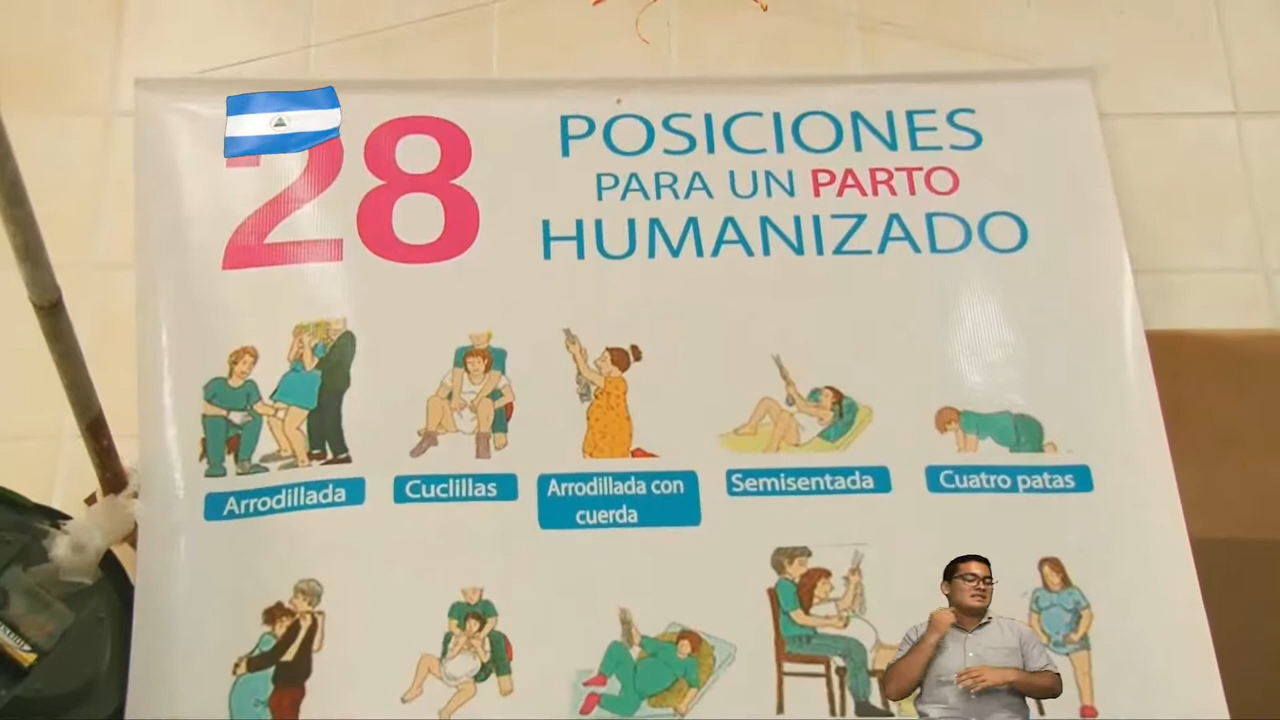 28
POSICIONES
PARA UN PARTO
HUMANIZADO
Arrodillada
Cuclillas
Arrodillada con
cuerda
Semisentada
Cuatro patas